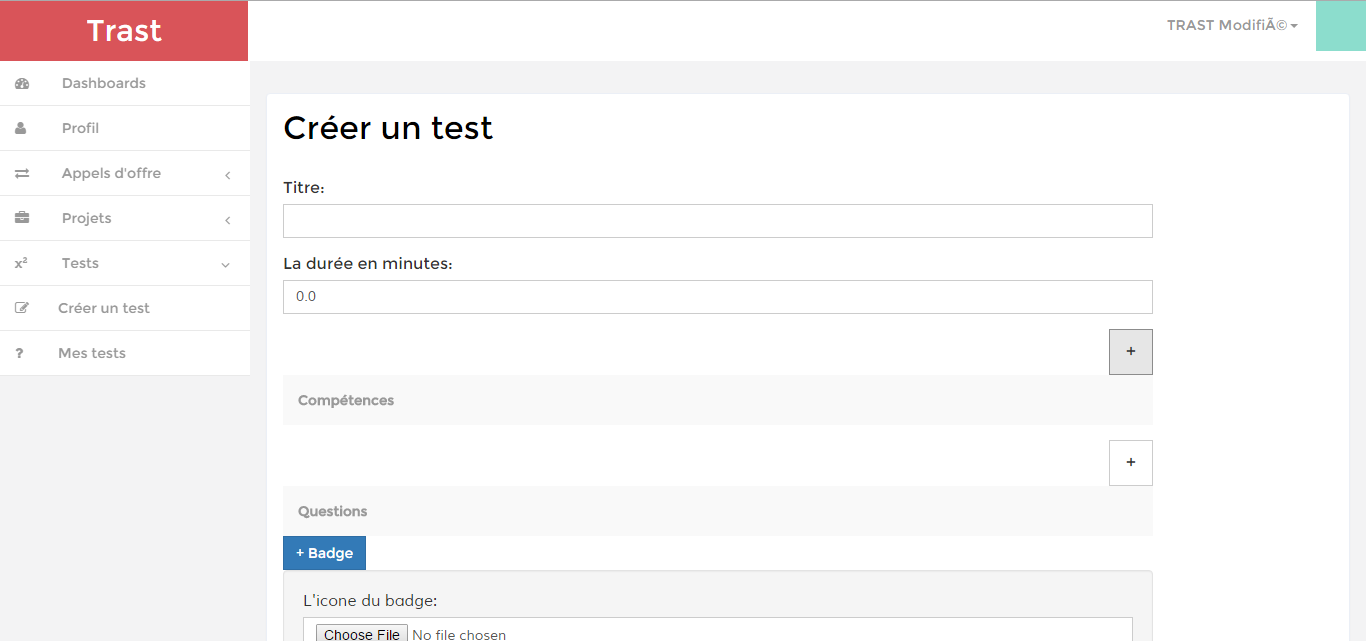 Trast
TRAST ModifiÃ©
Dashboards
Profil
Appels d'offre
Projets
x² Tests
Créer un test
? Mes tests
Créer un test
Titre:
La durée en minutes:
0.0
+
Compétences
+
Questions
+ Badge
L'icone du badge:
Choose File No file chosen